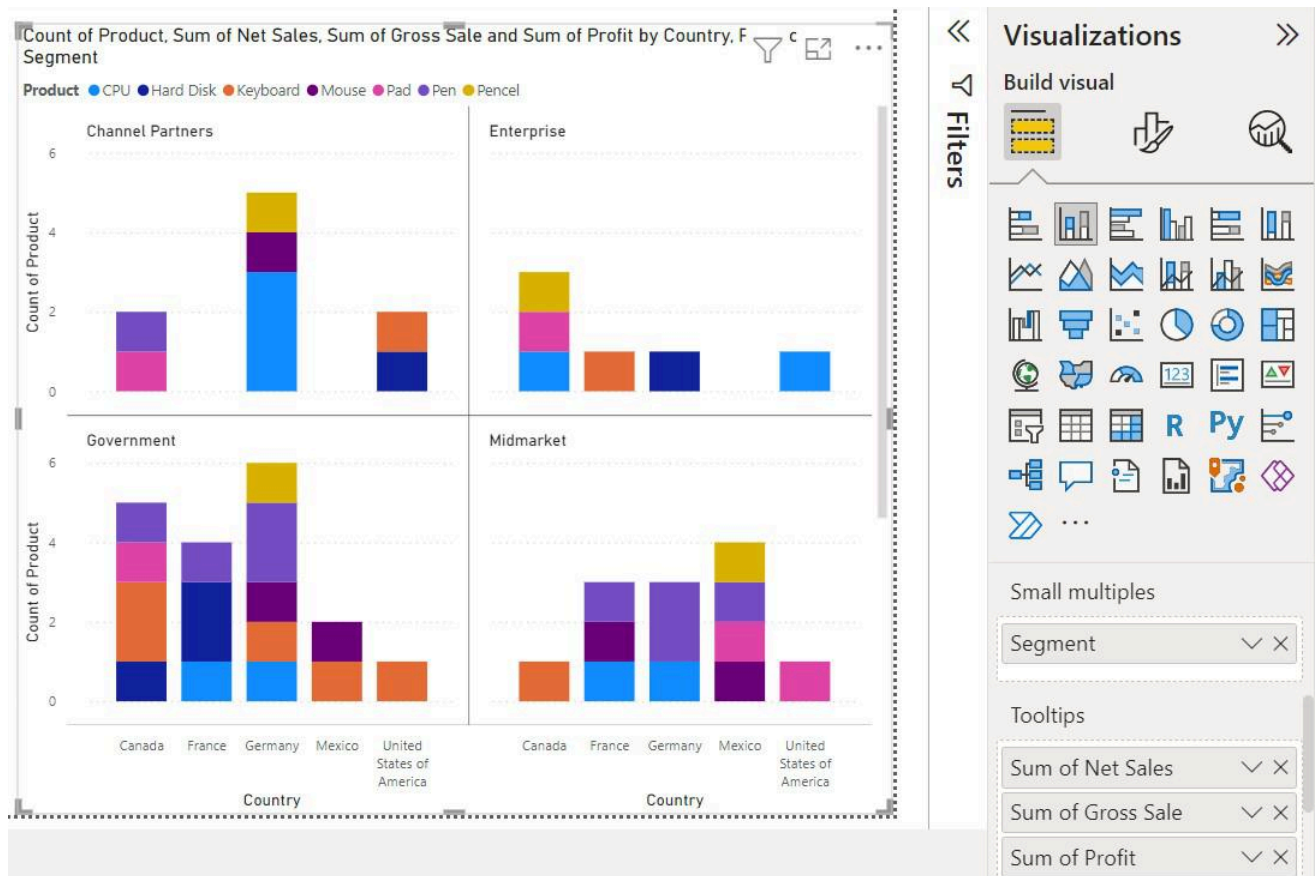 Count of Product, Sum of Net Sales, Sum of Gross Sale and Sum of Profit by Country,
Segment
Product CPU Hard Disk Keyboard Mouse Pad Pen Pencel
Channel Partners
Enterprise
6
4
2
0
Count of Product
Government
Midmarket
6
4
2
0
Count of Product
Canada France Germany Mexico United States of America
Canada France Germany Mexico United States of America
Country
Country
Filters
Visualizations
Build visual
123
R
Py
Small multiples
Segment
Tooltips
Sum of Net Sales
Sum of Gross Sale
Sum of Profit